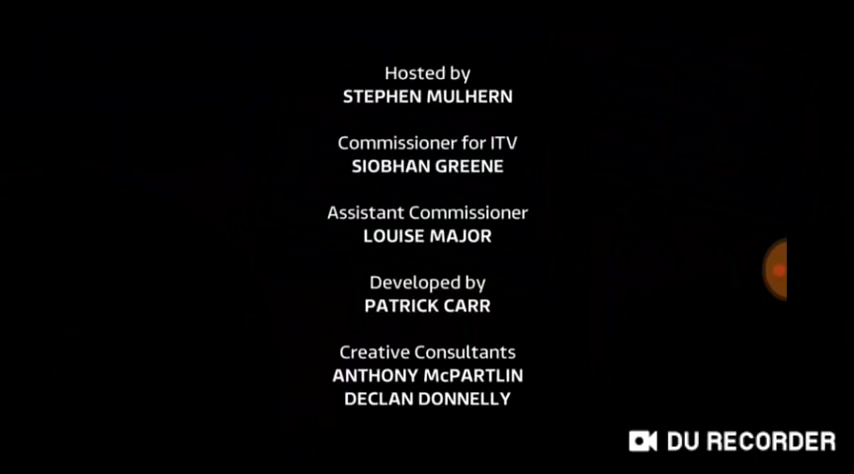 Hosted by
STEPHEN MULHERN
Commissioner for ITV
SIOBHAN GREENE
Assistant Commissioner
LOUISE MAJOR
Developed by
PATRICK CARR
Creative Consultants
ANTHONY McPARTLIN
DECLAN DONNELLY
DU RECORDER